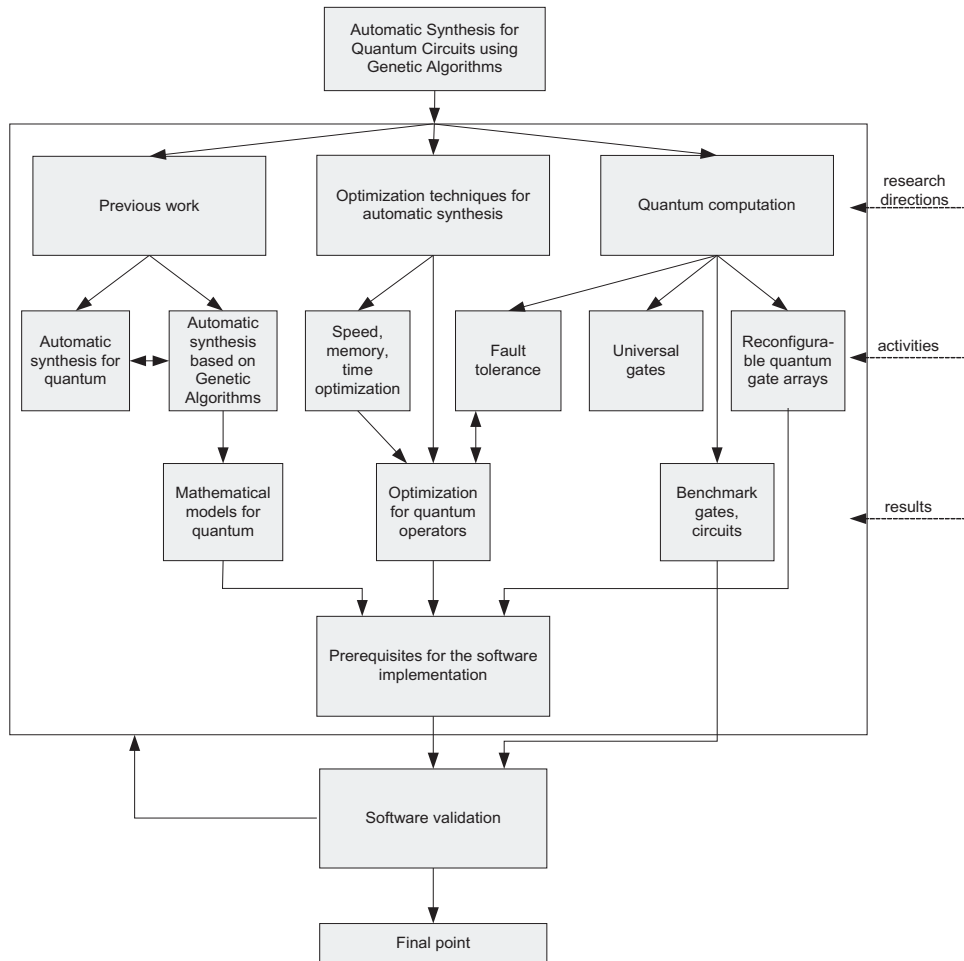 Automatic Synthesis for
Quantum Circuits using
Genetic Algorithms
Previous work
Optimization techniques for
automatic synthesis
Quantum computation
research
directions
Automatic
synthesis for
quantum
Automatic
synthesis
based on
Genetic
Algorithms
Speed,
memory,
time
optimization
Fault
tolerance
Universal
gates
Reconfigura-
ble quantum
gate arrays
activities
Mathematical
models for
quantum
Optimization
for quantum
operators
Benchmark
gates,
circuits
results
Prerequisites for the software
implementation
Software validation
Final point